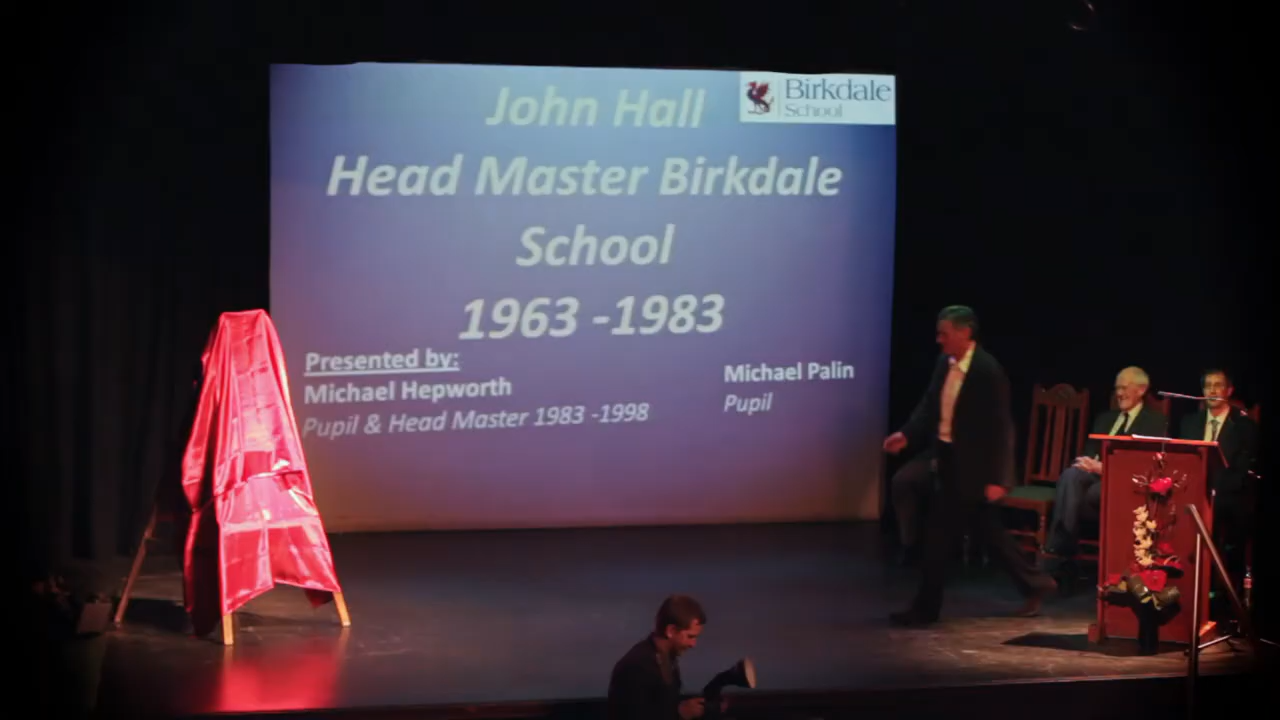 Birkdale
School
John Hall
Head Master Birkdale
School
1963 -1983
Presented by:
Michael Hepworth
Pupil & Head Master 1983 -1998
Michael Palin
Pupil